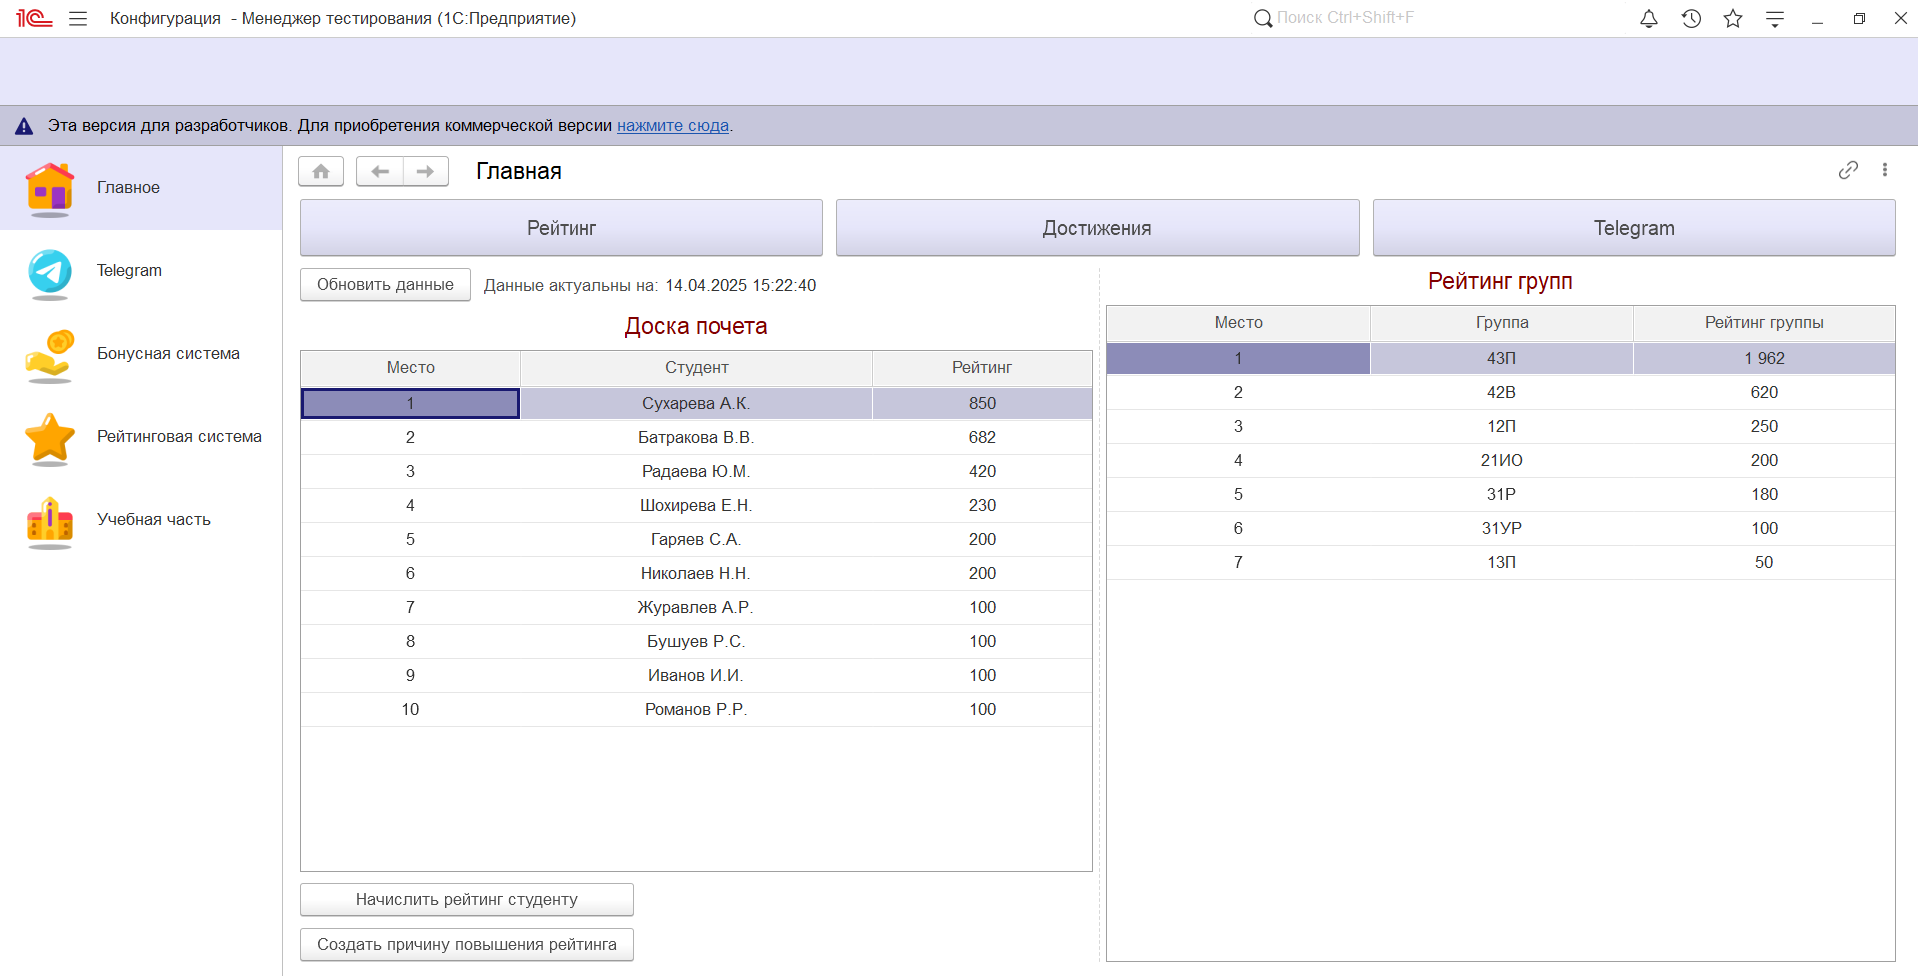 1С Конфигурация - Менеджер тестирования (1С:Предприятие) Поиск Ctrl+Shift+F
Эта версия для разработчиков. Для приобретения коммерческой версии нажмите сюда.
Главное
Telegram
Бонусная система
Рейтинговая система
Учебная часть
Главная
Рейтинг Достижения Telegram
Обновить данные Данные актуальны на: 14.04.2025 15:22:40
Доска почета
Место Студент Рейтинг
1 Сухарева А.К. 850
2 Батракова В.В. 682
3 Радаева Ю.М. 420
4 Шохирева Е.Н. 230
5 Гаряев С.А. 200
6 Николаев Н.Н. 200
7 Журавлев А.Р. 100
8 Бушуев Р.С. 100
9 Иванов И.И. 100
10 Романов Р.Р. 100
Начислить рейтинг студенту
Создать причину повышения рейтинга
Рейтинг групп
Место Группа Рейтинг группы
1 43П 1 962
2 42В 620
3 12П 250
4 21ИО 200
5 31Р 180
6 31УР 100
7 13П 50